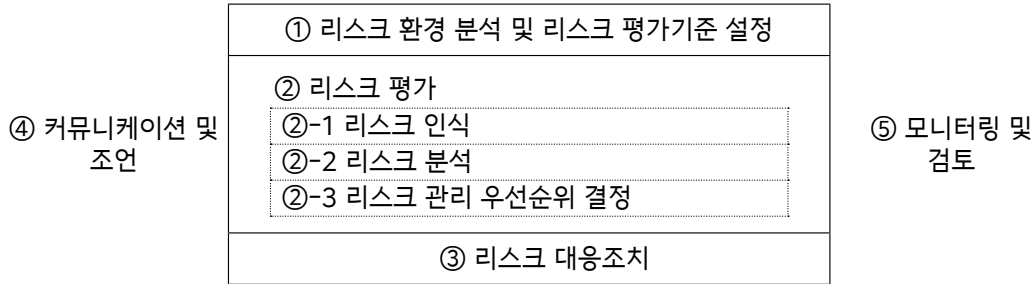 ① 리스크 환경 분석 및 리스크 평가기준 설정
② 리스크 평가
②-1 리스크 인식
②-2 리스크 분석
②-3 리스크 관리 우선순위 결정
③ 리스크 대응조치
④ 커뮤니케이션 및
조언
⑤ 모니터링 및
검토